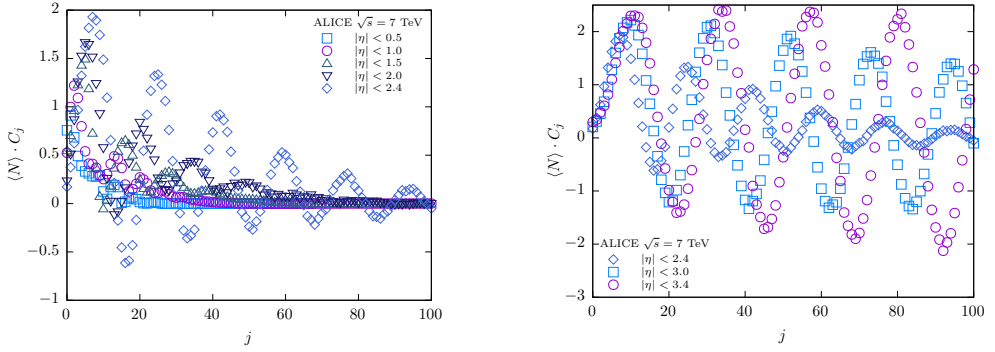 2
1.5
1
0.5
0
−0.5
−1
0 20 40 60 80 100
⟨N⟩ · C_j
j
ALICE √s = 7 TeV
|η| < 0.5
|η| < 1.0
|η| < 1.5
|η| < 2.0
|η| < 2.4
2
1
0
−1
−2
−3
0 20 40 60 80 100
⟨N⟩ · C_j
j
ALICE √s = 7 TeV
|η| < 2.4
|η| < 3.0
|η| < 3.4